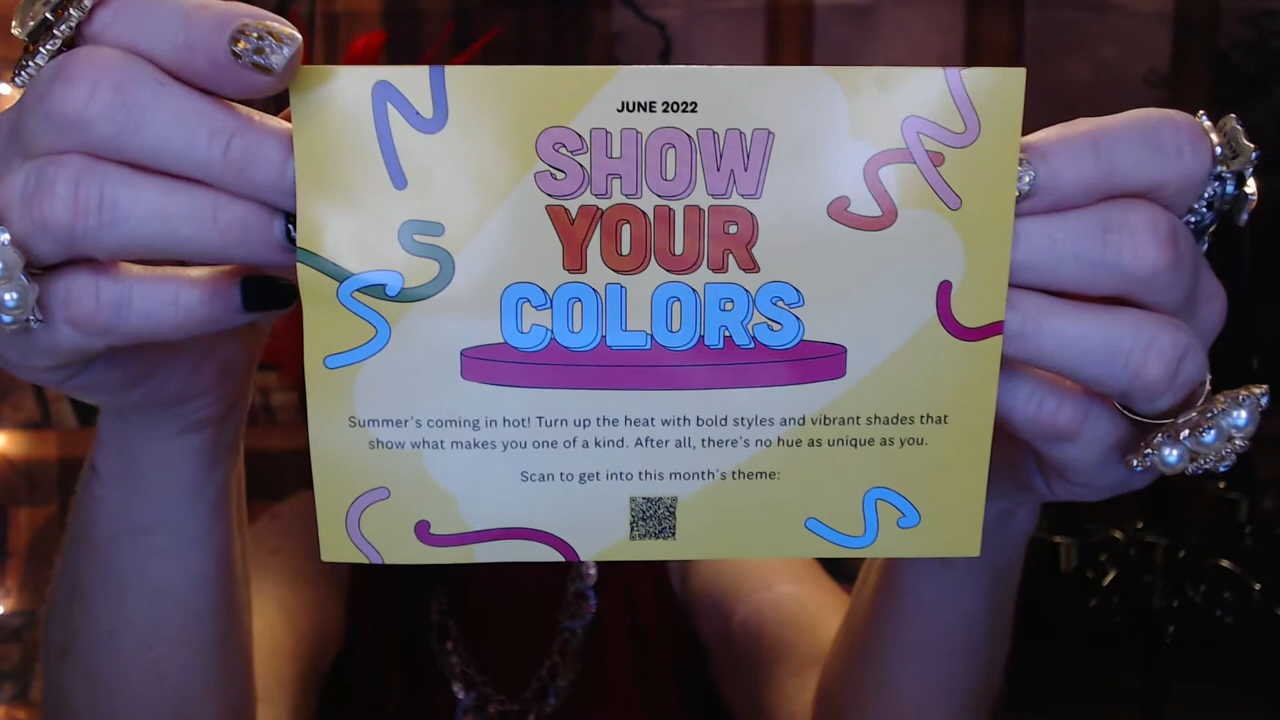 JUNE 2022
SHOW
YOUR
COLORS
Summer's coming in hot! Turn up the heat with bold styles and vibrant shades that
show what makes you one of a kind. After all, there's no hue as unique as you.
Scan to get into this month's theme: